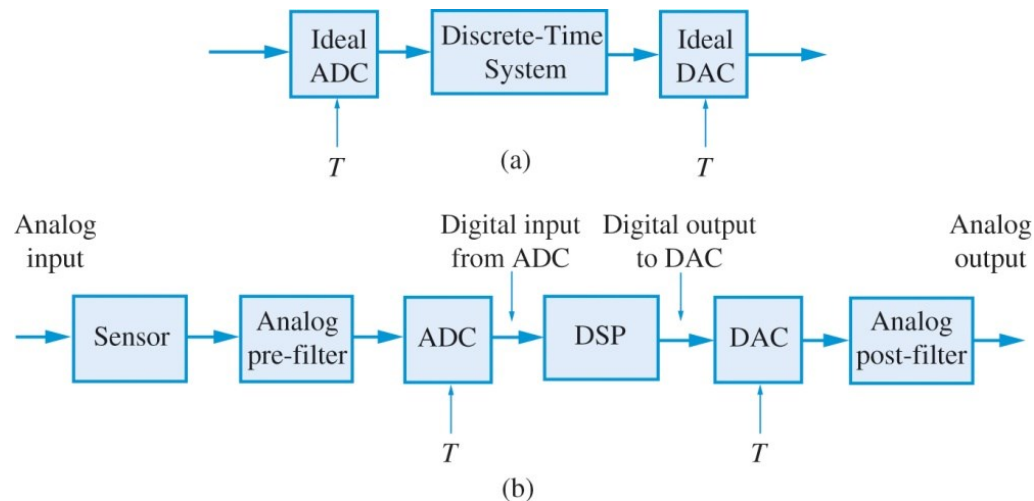 Ideal
ADC
Discrete-Time
System
Ideal
DAC
T
T
(a)
Analog
input
Digital input
from ADC
Digital output
to DAC
Analog
output
Sensor
Analog
pre-filter
ADC
DSP
DAC
Analog
post-filter
T
T
(b)